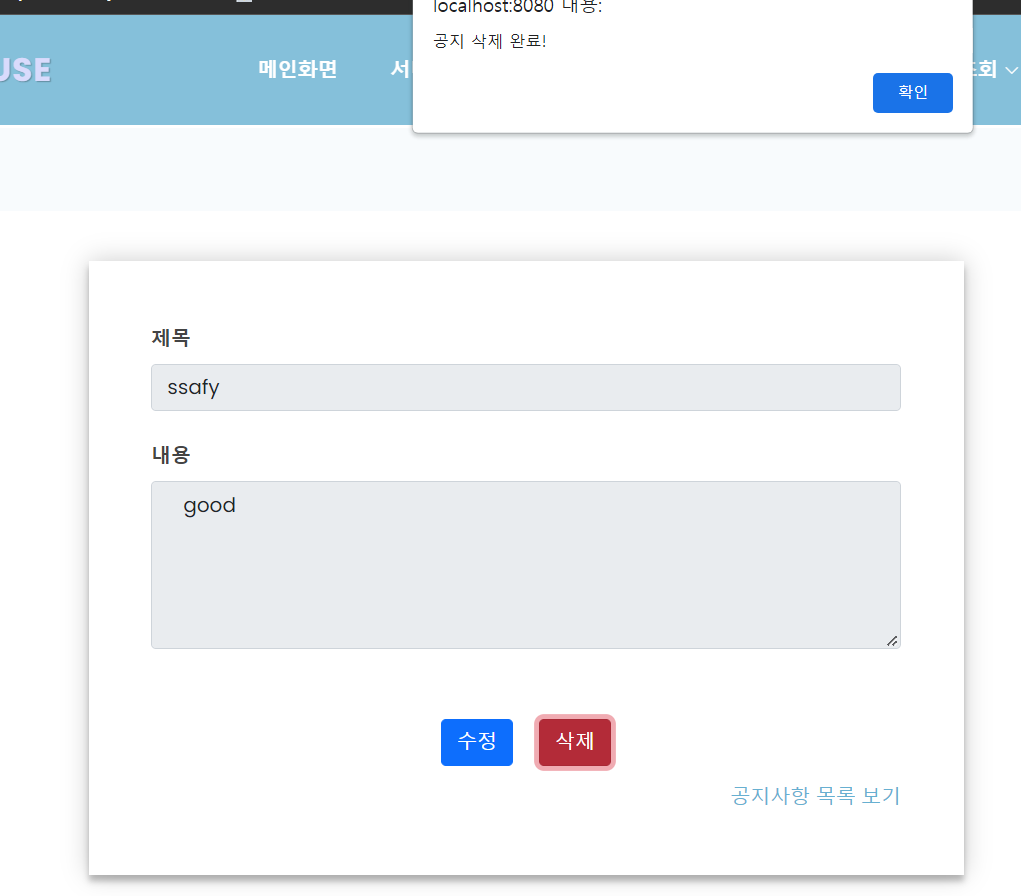 localhost:8080 내용:
공지 삭제 완료!
확인
USE
메인화면
제목
ssafy
내용
good
수정
삭제
공지사항 목록 보기